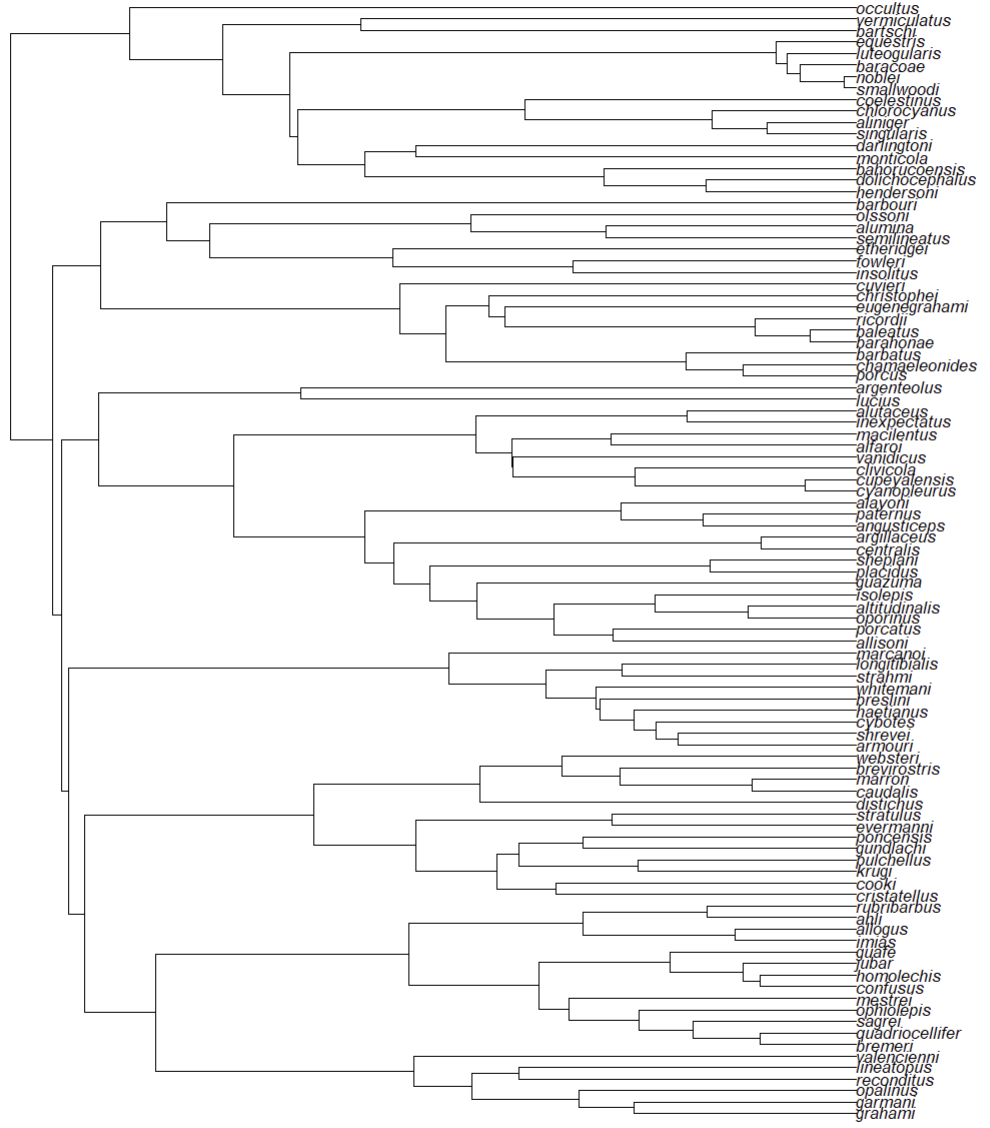 occultus
vermiculatus
bartschi
equestris
luteogularis
baracoae
noblei
smallwoodi
coelestinus
chlorocyanus
aliniger
singularis
darlingtoni
monticola
bahorucoensis
dolichocephalus
hendersoni
barbouri
olssoni
alumina
semilineatus
etheridgei
fowleri
insolitus
cuvieri
christophei
eugenegrahami
ricordii
baleatus
barahonae
barbatus
chamaeleonides
porcus
argenteolus
lucius
alutaceus
inexpectatus
macilentus
alfaroi
vanidicus
clivicola
cupeyalensis
cyanopleurus
alayoni
paternus
angusticeps
argillaceus
centralis
sheplani
placidus
guazuma
isolepis
altitudinalis
oporinus
porcatus
allisoni
marcanoi
longitibialis
strahmi
whitemani
breslini
haetianus
cybotes
shrevei
armouri
websteri
brevirostris
marron
caudalis
distichus
stratulus
evermanni
poncensis
gundlachi
pulchellus
krugi
cooki
cristatellus
rubribarbus
ahli
allogus
imias
guafe
jubar
homolechis
confusus
mestrei
ophiolepis
sagrei
quadriocellifer
bremeri
valencienni
lineatopus
reconditus
opalinus
garmani
grahami